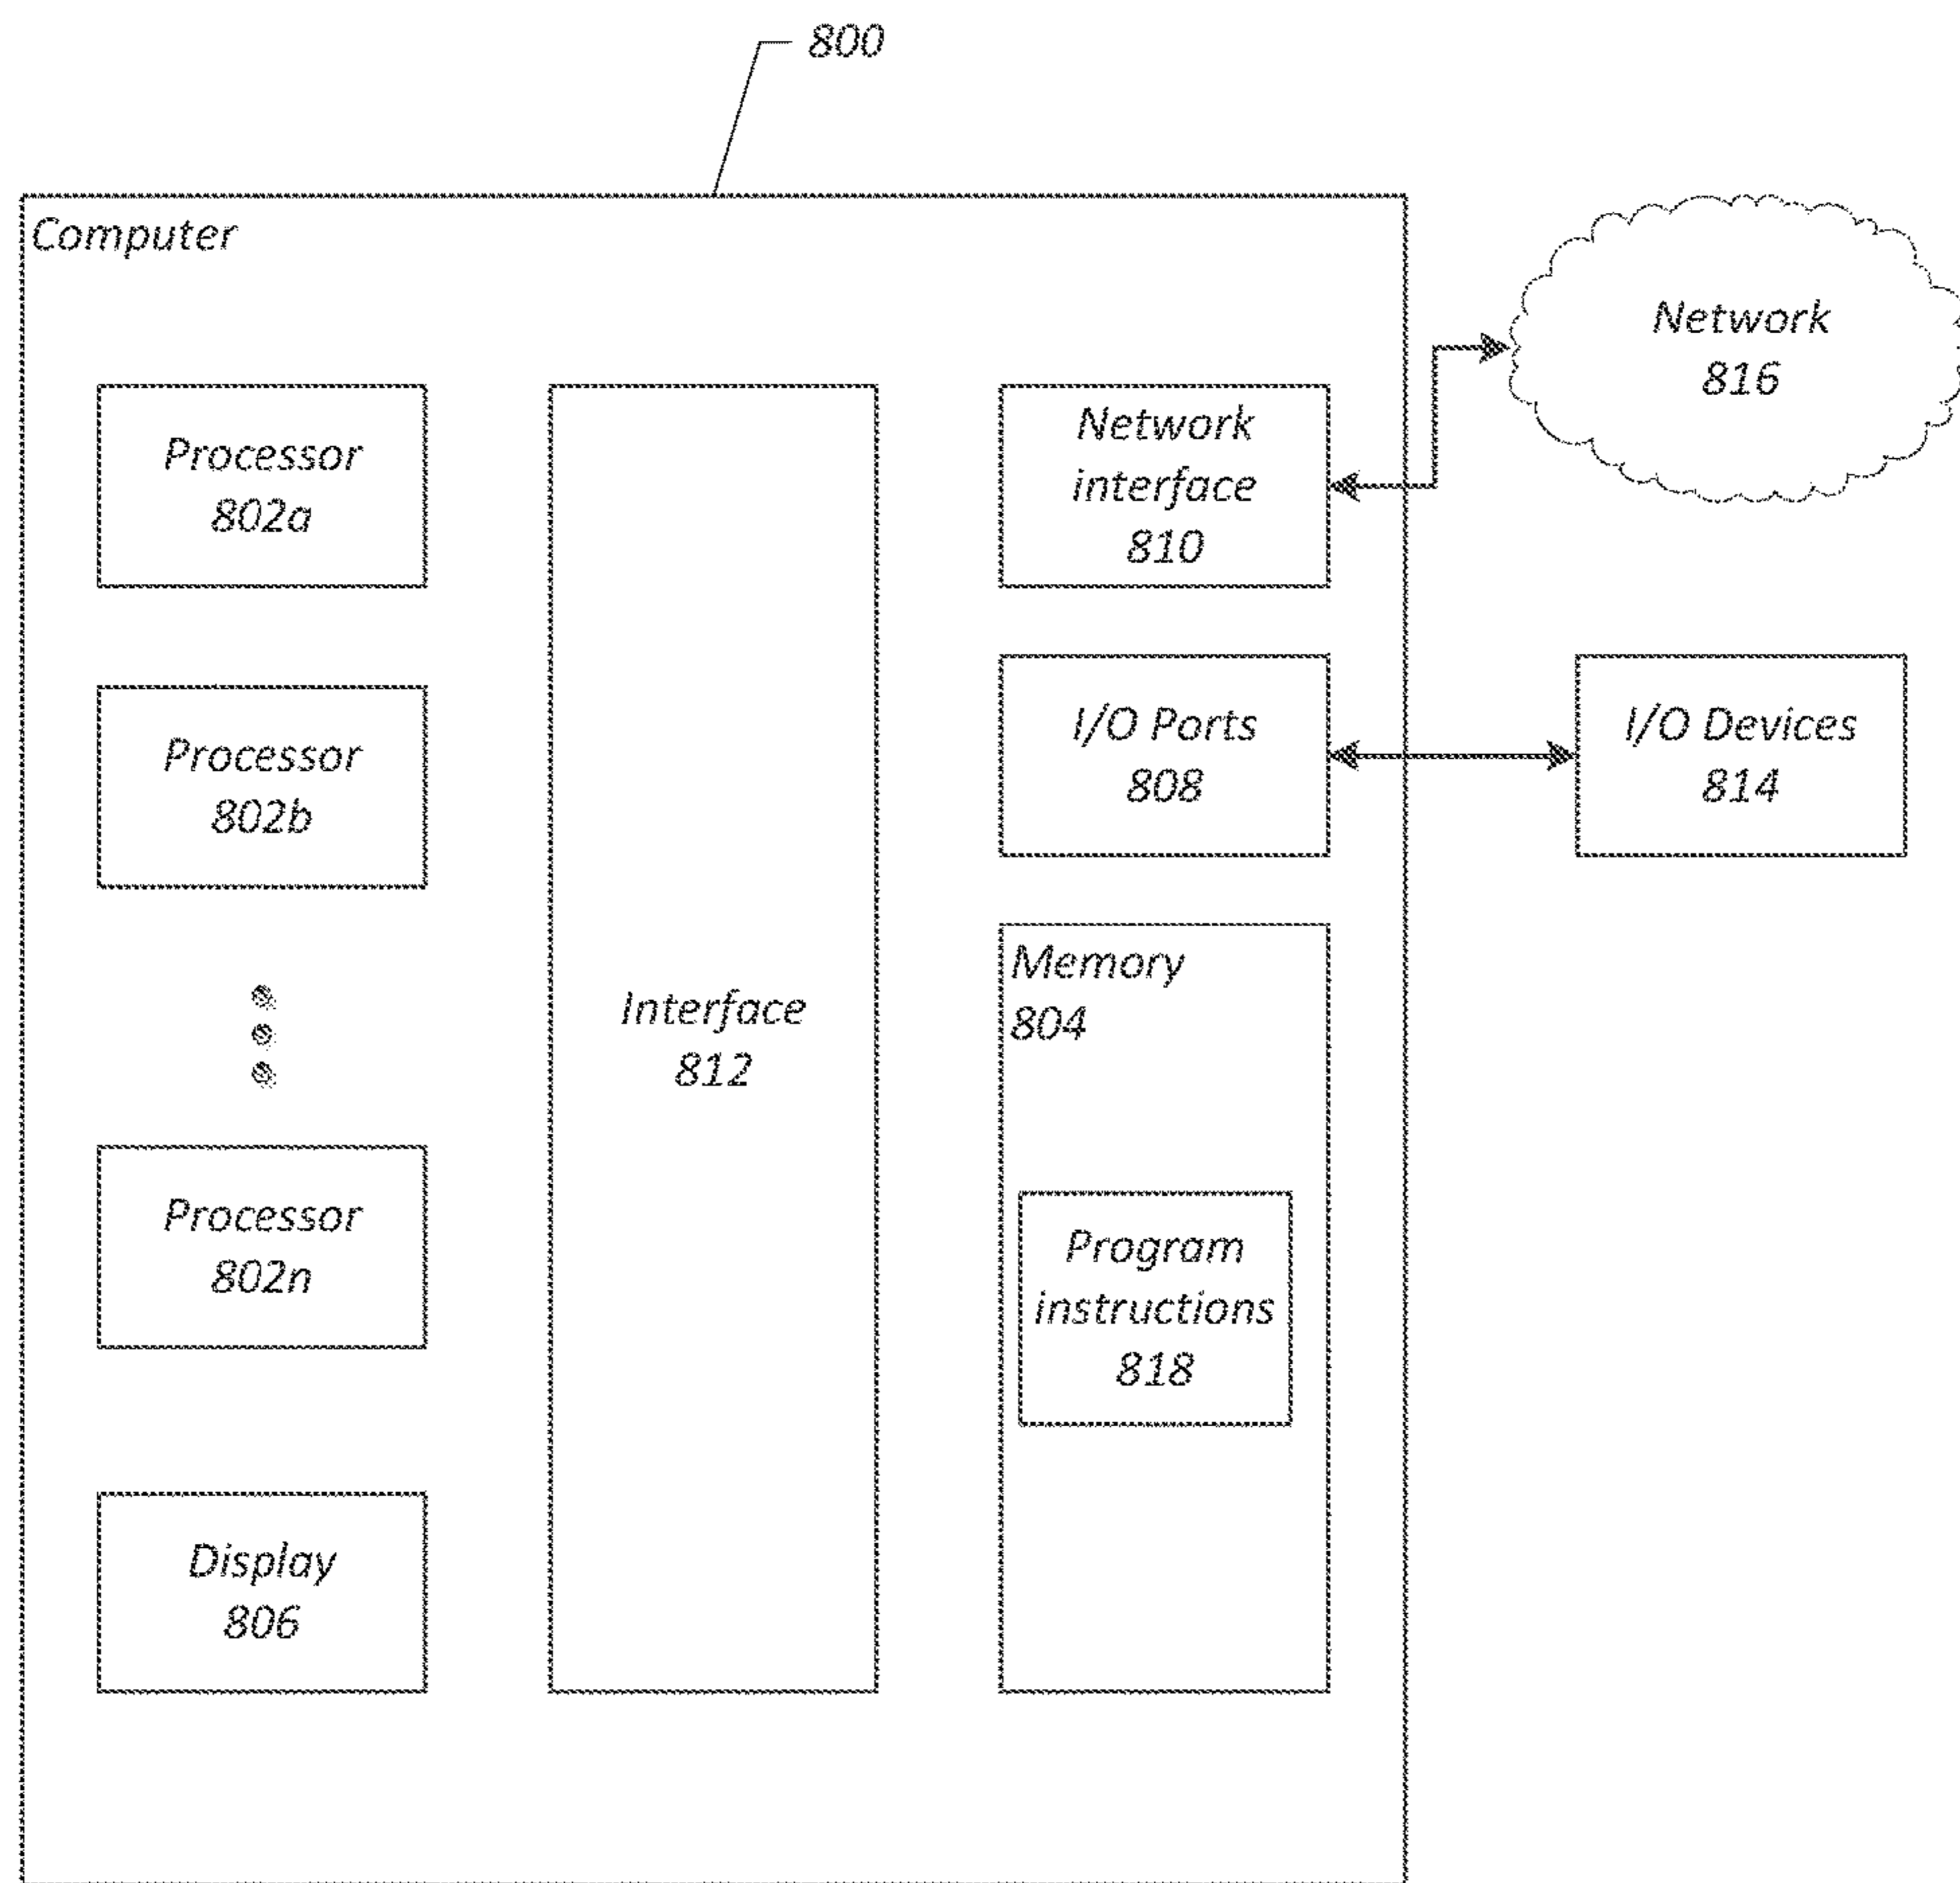 800
Computer
Network
816
Processor
802a
Network
interface
810
Processor
802b
I/O Ports
808
I/O Devices
814
Interface
812
Memory
804
Processor
802n
Program
instructions
818
Display
806